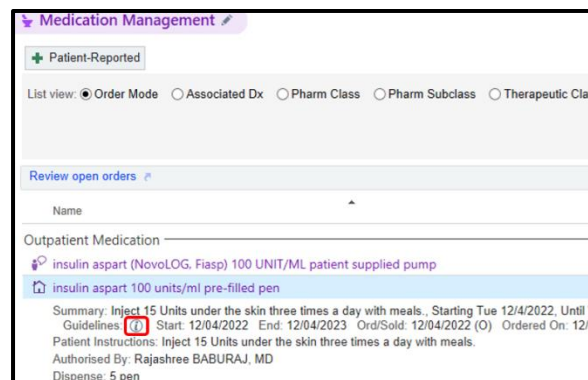 Medication Management
Patient-Reported
List view: Order Mode Associated Dx Pharm Class Pharm Subclass Therapeutic Cla
Review open orders
Name
Outpatient Medication
insulin aspart (NovoLOG, Fiasp) 100 UNIT/ML patient supplied pump
insulin aspart 100 units/ml pre-filled pen
Summary: Inject 15 Units under the skin three times a day with meals., Starting Tue 12/4/2022, Until
Guidelines: Start: 12/04/2022 End: 12/04/2023 Ord/Sold: 12/04/2022 (O) Ordered On: 12/
Patient Instructions: Inject 15 Units under the skin three times a day with meals.
Authorised By: Rajashree BABURAJ, MD
Dispense: 5 pen